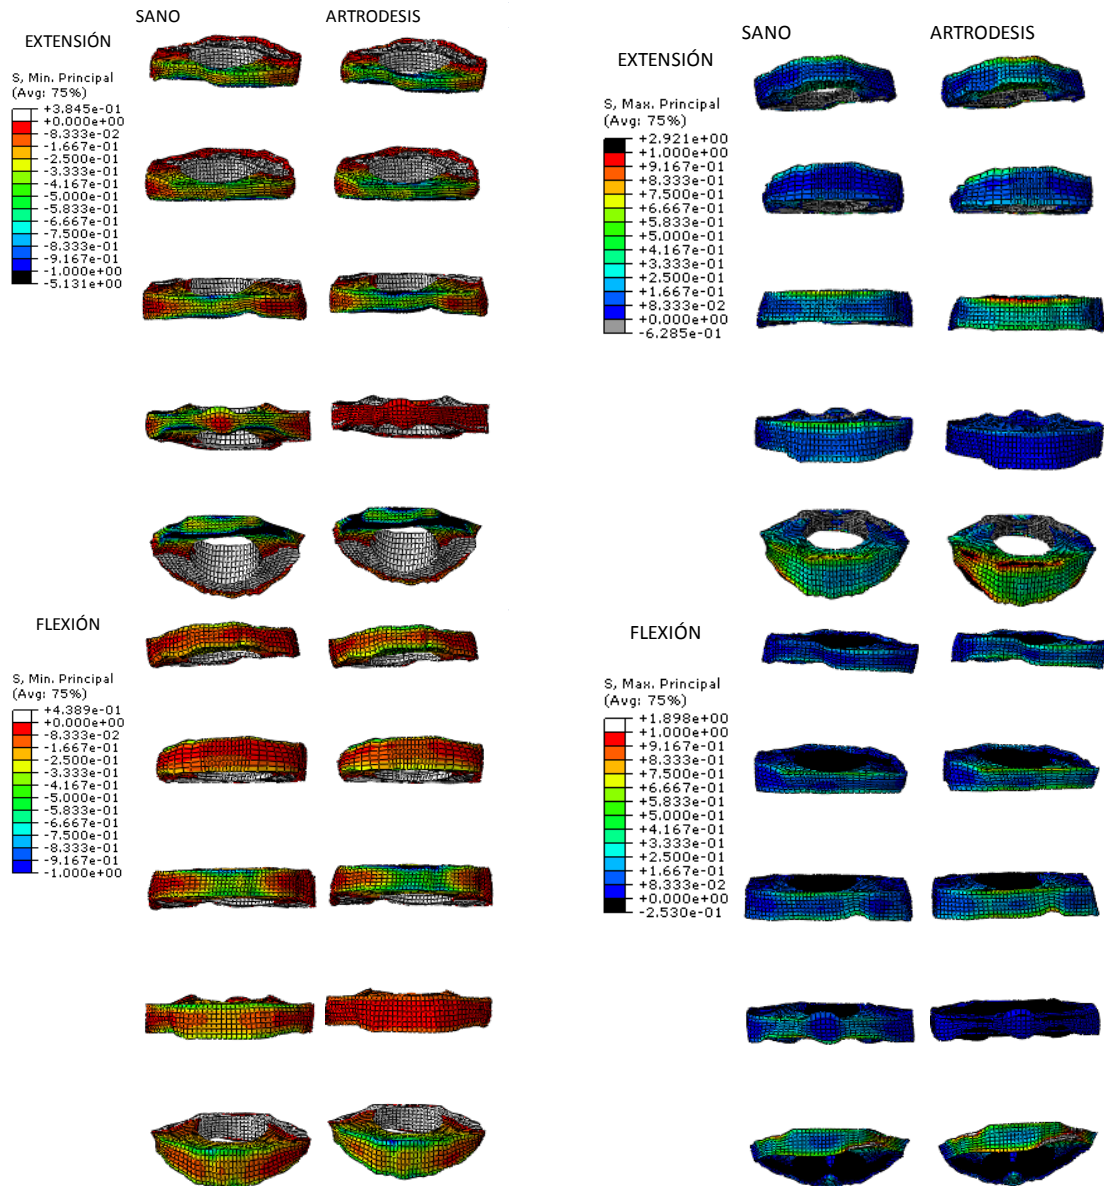 SANO
ARTRODESIS
EXTENSIÓN
S, Min. Principal
(Avg: 75%)
+3.845e-01
+0.000e+00
-8.333e-02
-1.667e-01
-2.500e-01
-3.333e-01
-4.167e-01
-5.000e-01
-5.833e-01
-6.667e-01
-7.500e-01
-8.333e-01
-9.167e-01
-1.000e+00
-5.131e+00
FLEXIÓN
S, Min. Principal
(Avg: 75%)
+4.389e-01
+0.000e+00
-8.333e-02
-1.667e-01
-2.500e-01
-3.333e-01
-4.167e-01
-5.000e-01
-5.833e-01
-6.667e-01
-7.500e-01
-8.333e-01
-9.167e-01
-1.000e+00
SANO
ARTRODESIS
EXTENSIÓN
S, Max. Principal
(Avg: 75%)
+2.921e+00
+1.000e+00
+9.167e-01
+8.333e-01
+7.500e-01
+6.667e-01
+5.833e-01
+5.000e-01
+4.167e-01
+3.333e-01
+2.500e-01
+1.667e-01
+8.333e-02
+0.000e+00
-6.285e-01
FLEXIÓN
S, Max. Principal
(Avg: 75%)
+1.898e+00
+1.000e+00
+9.167e-01
+8.333e-01
+7.500e-01
+6.667e-01
+5.833e-01
+5.000e-01
+4.167e-01
+3.333e-01
+2.500e-01
+1.667e-01
+8.333e-02
+0.000e+00
-2.530e-01